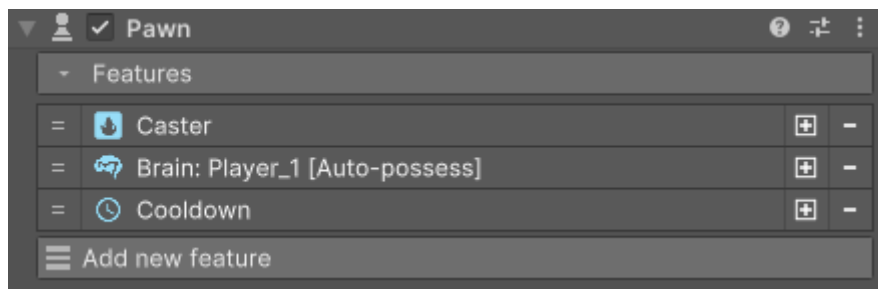 Pawn
Features
Caster
Brain: Player_1 [Auto-possess]
Cooldown
Add new feature